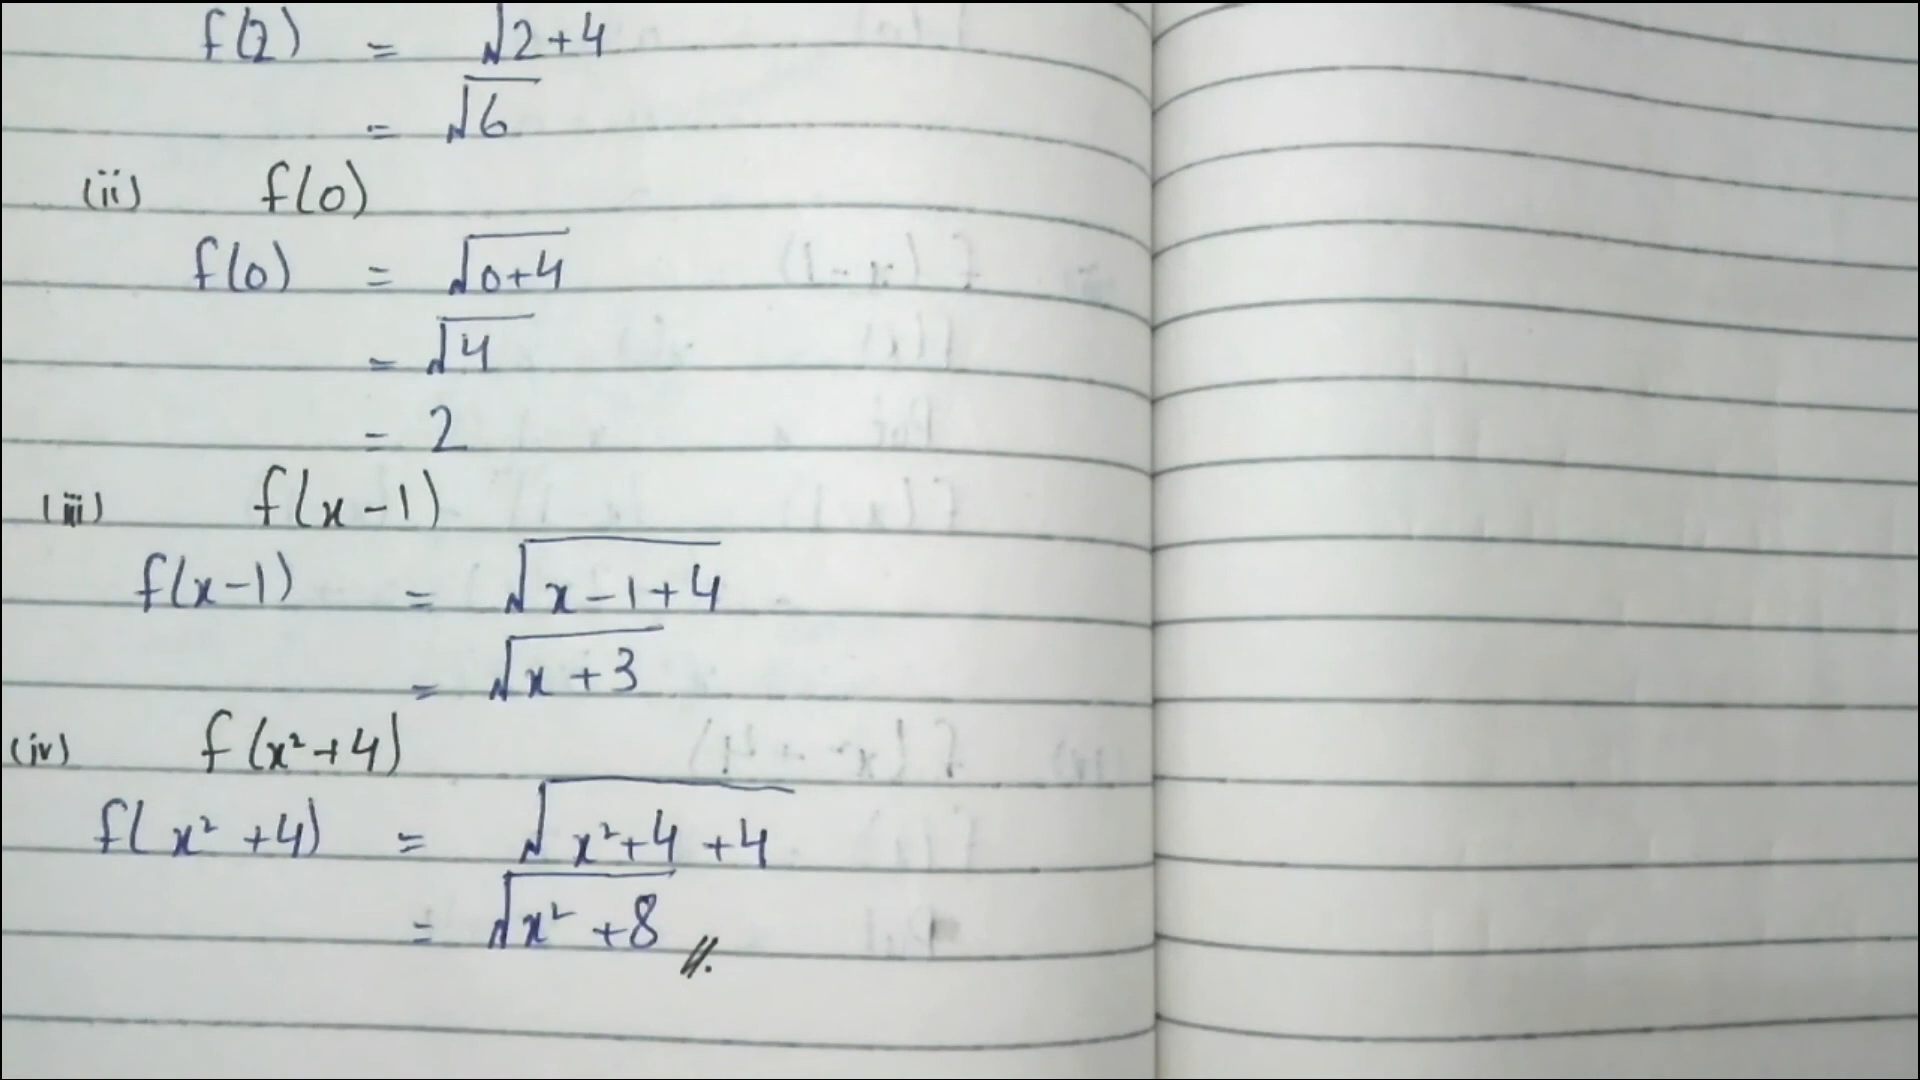 f(2) = √2+4
= √6
(ii) f(0)
f(0) = √0+4
= √4
= 2
(iii) f(x-1)
f(x-1) = √x-1+4
= √x+3
(iv) f(x²+4)
f(x²+4) = √x²+4+4
= √x²+8 //.